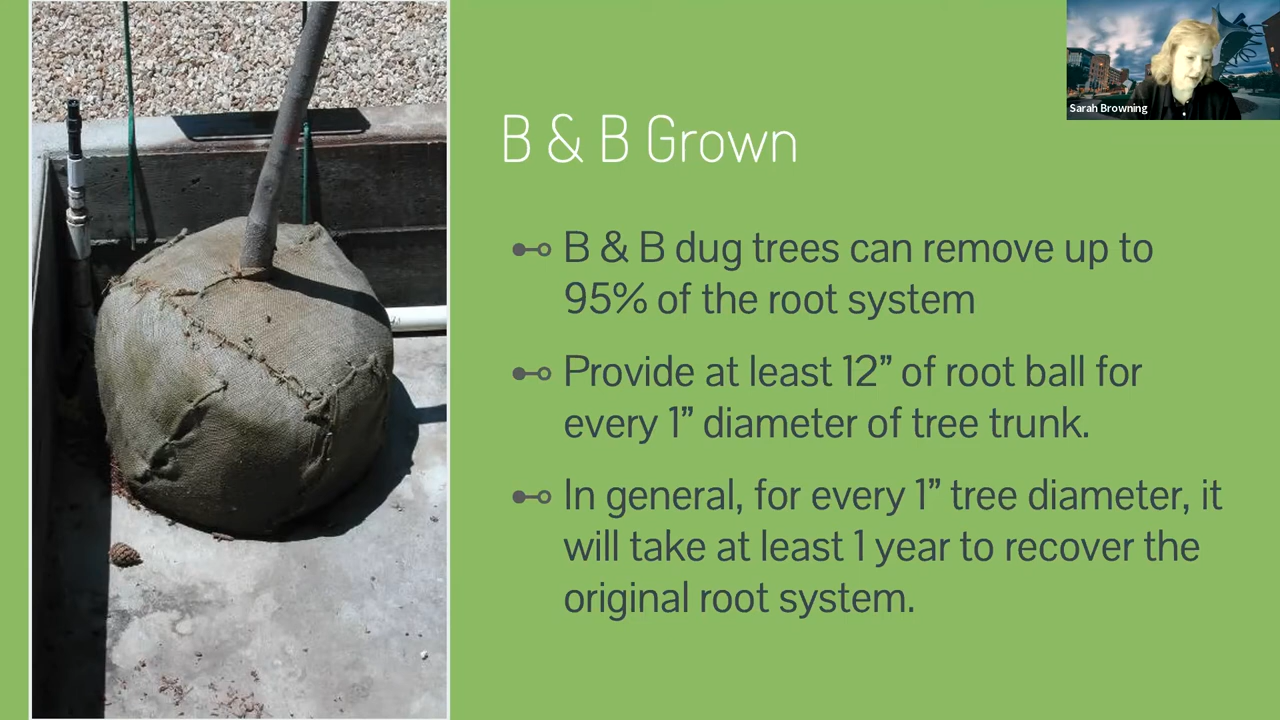 Sarah Browning
B & B Grown
B & B dug trees can remove up to
95% of the root system
Provide at least 12” of root ball for
every 1” diameter of tree trunk.
In general, for every 1” tree diameter, it
will take at least 1 year to recover the
original root system.